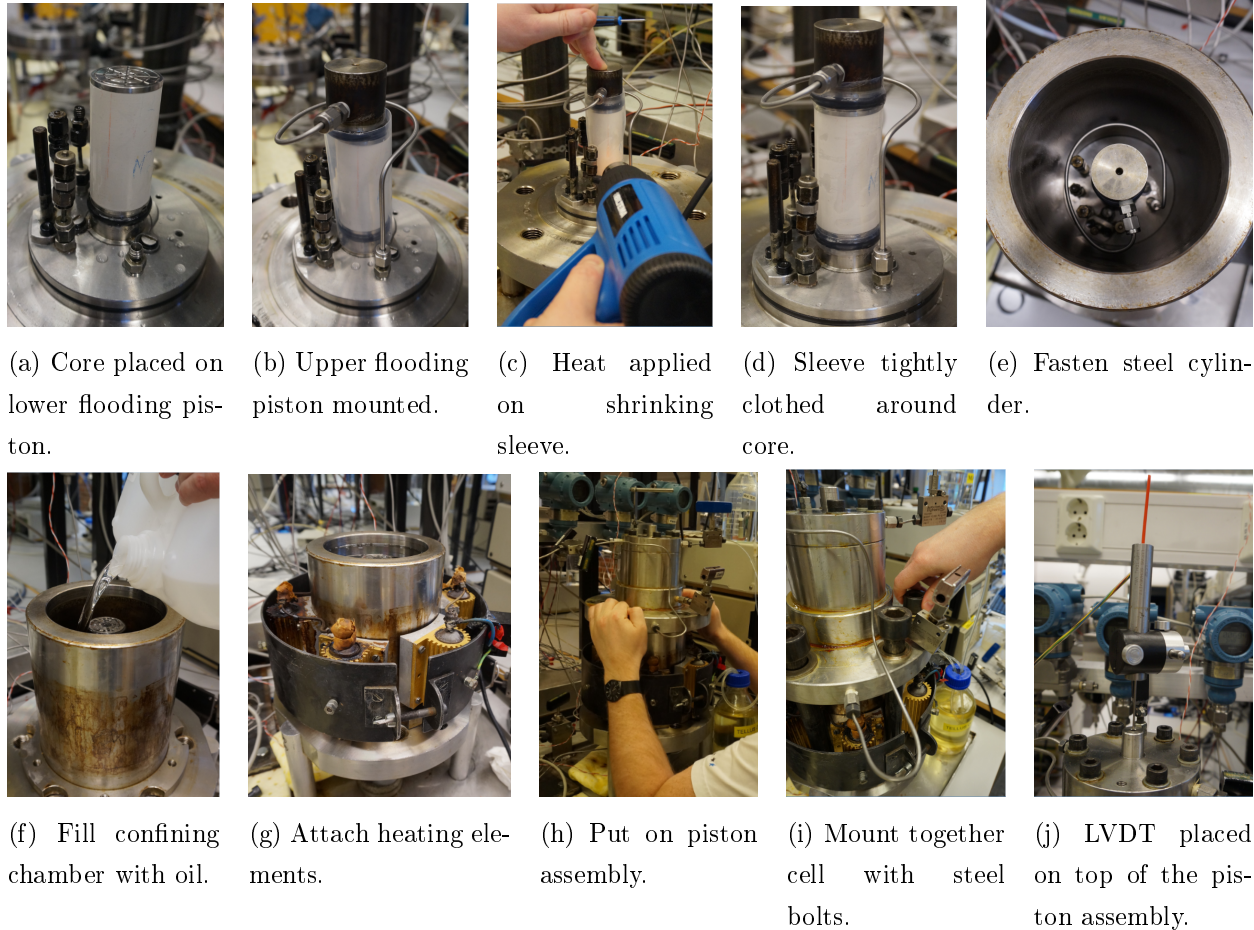 (a) Core placed on
lower flooding pis-
ton.
(b) Upper flooding
piston mounted.
(c) Heat applied
on shrinking
sleeve.
(d) Sleeve tightly
clothed around
core.
(e) Fasten steel cylin-
der.
(f) Fill confining
chamber with oil.
(g) Attach heating ele-
ments.
(h) Put on piston
assembly.
(i) Mount together
cell with steel
bolts.
(j) LVDT placed
on top of the pis-
ton assembly.